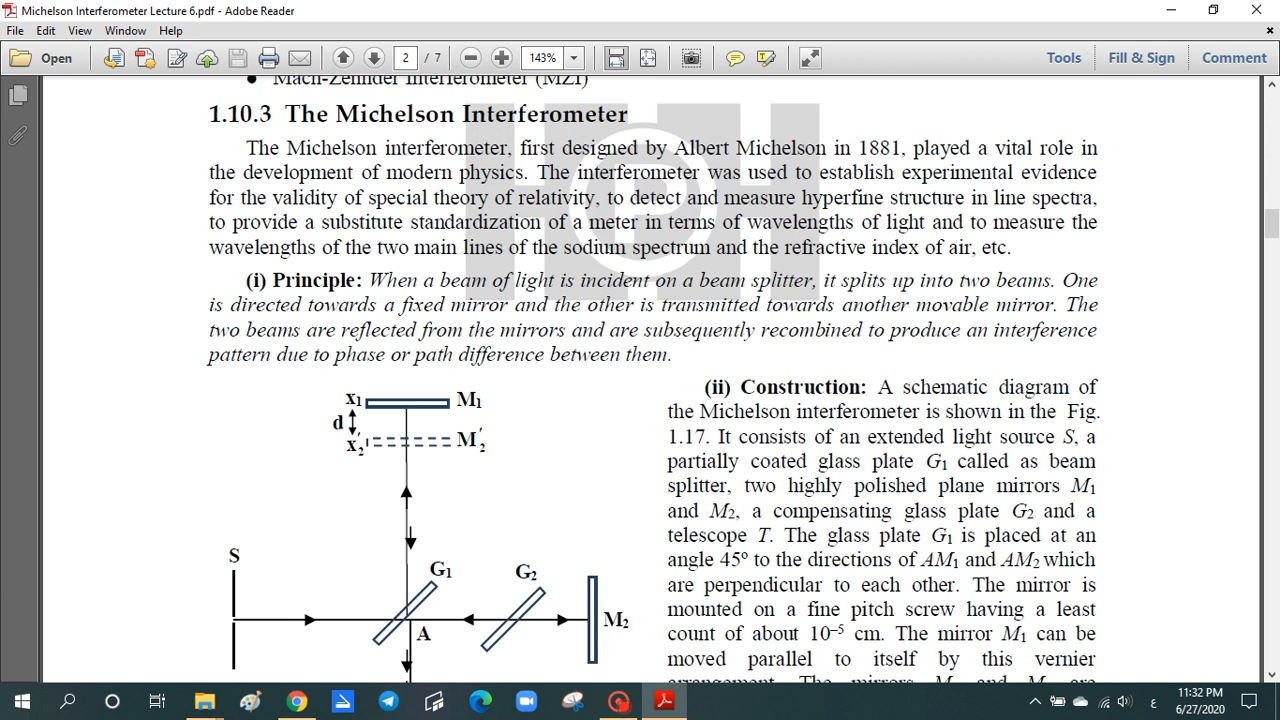 Michelson Interferometer Lecture 6.pdf - Adobe Reader
File Edit View Window Help
Open 2 / 7 143% Tools Fill & Sign Comment
Mach-Zehnder Interferometer (MZI)
1.10.3 The Michelson Interferometer
The Michelson interferometer, first designed by Albert Michelson in 1881, played a vital role in
the development of modern physics. The interferometer was used to establish experimental evidence
for the validity of special theory of relativity, to detect and measure hyperfine structure in line spectra,
to provide a substitute standardization of a meter in terms of wavelengths of light and to measure the
wavelengths of the two main lines of the sodium spectrum and the refractive index of air, etc.
(i) Principle: When a beam of light is incident on a beam splitter, it splits up into two beams. One
is directed towards a fixed mirror and the other is transmitted towards another movable mirror. The
two beams are reflected from the mirrors and are subsequently recombined to produce an interference
pattern due to phase or path difference between them.
x₁ M₁
d
x₂′ M₂′
S
G₁ G₂
A M₂
(ii) Construction: A schematic diagram of
the Michelson interferometer is shown in the Fig.
1.17. It consists of an extended light source S, a
partially coated glass plate G₁ called as beam
splitter, two highly polished plane mirrors M₁
and M₂, a compensating glass plate G₂ and a
telescope T. The glass plate G₁ is placed at an
angle 45º to the directions of AM₁ and AM₂ which
are perpendicular to each other. The mirror is
mounted on a fine pitch screw having a least
count of about 10⁻⁵ cm. The mirror M₁ can be
moved parallel to itself by this vernier
arrangement. The mirrors M and M are
HPH
ع 11:32 PM
6/27/2020